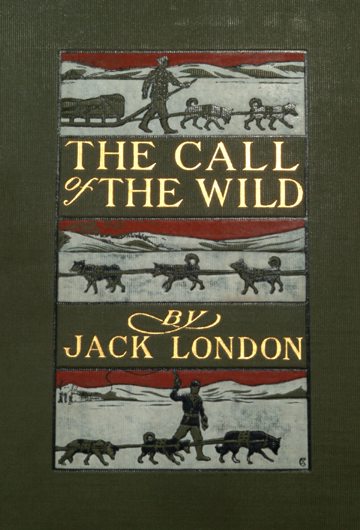 THE CALL
of THE WILD
BY
JACK LONDON